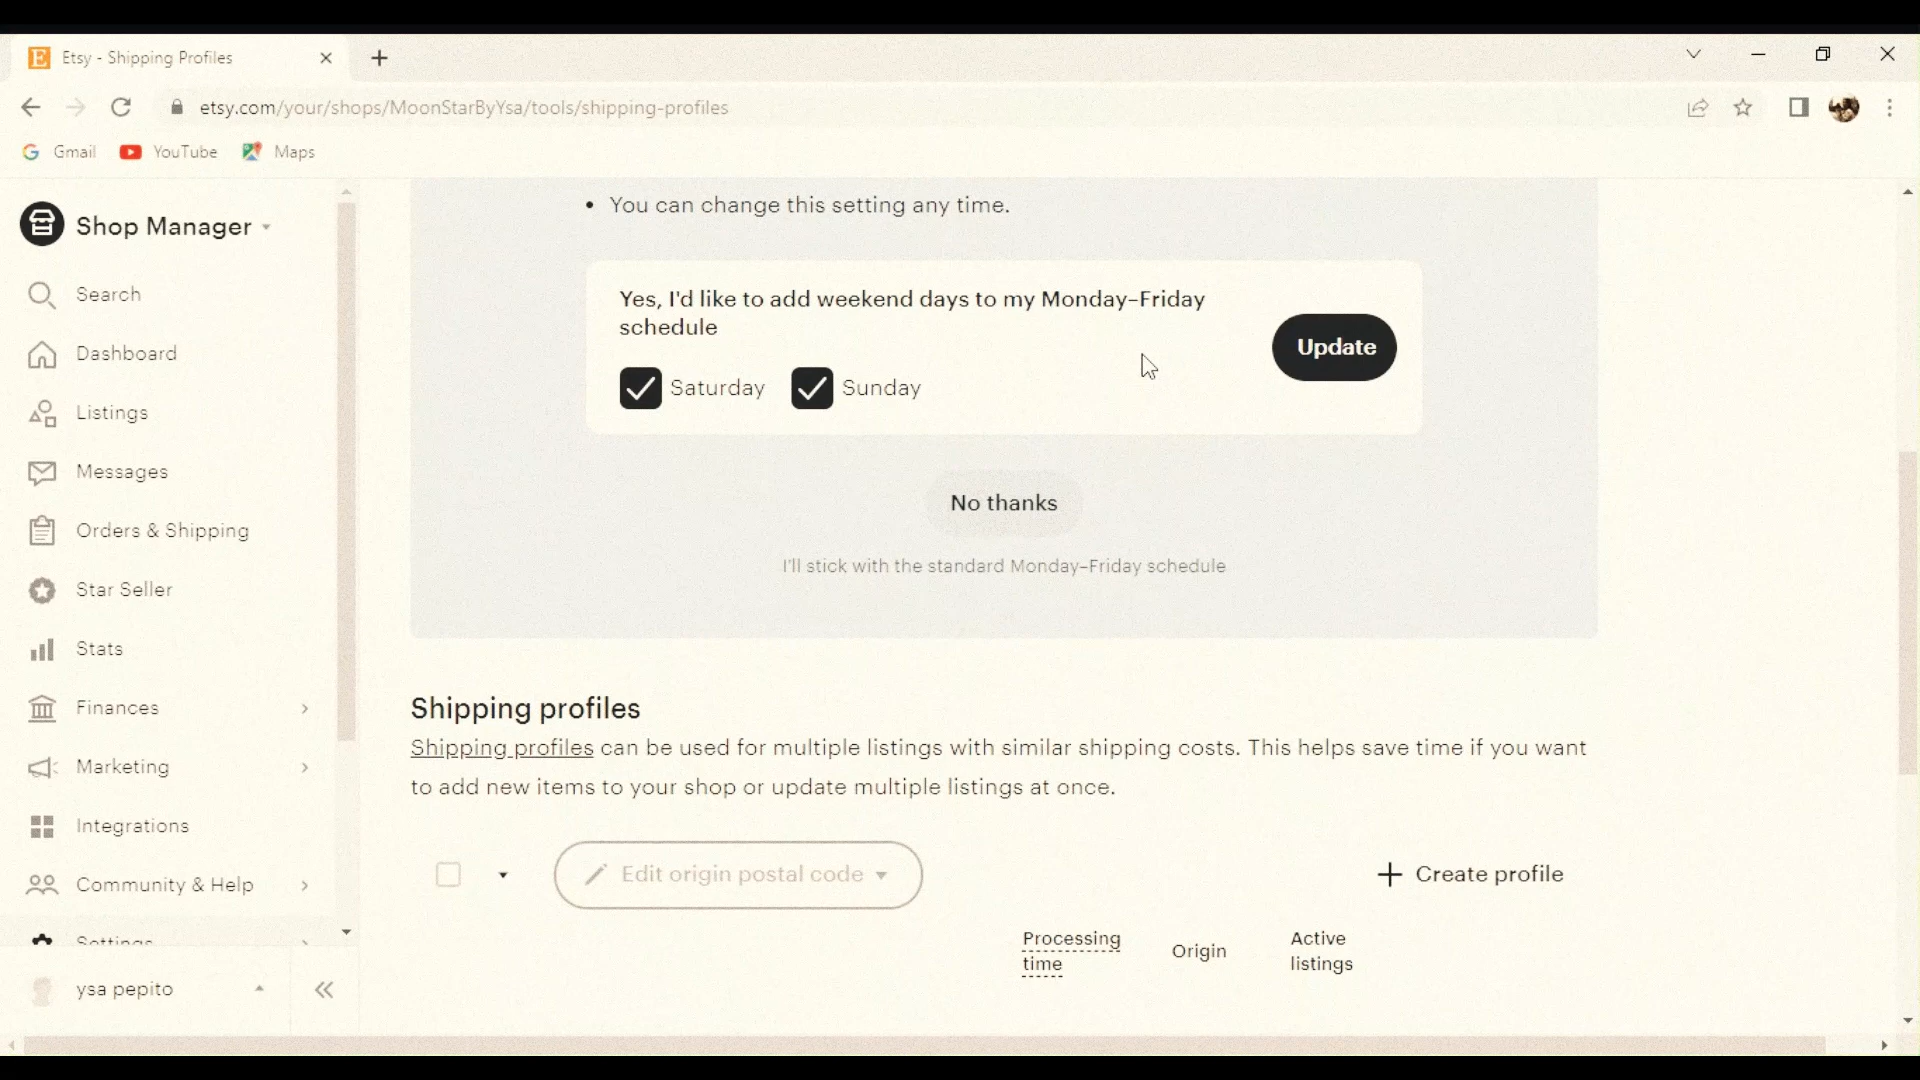 Etsy - Shipping Profiles
etsy.com/your/shops/MoonStarByYsa/tools/shipping-profiles
Gmail
YouTube
Maps
Shop Manager
Search
Dashboard
Listings
Messages
Orders & Shipping
Star Seller
Stats
Finances
Marketing
Integrations
Community & Help
Settings
ysa pepito
• You can change this setting any time.
Yes, I'd like to add weekend days to my Monday–Friday
schedule
Saturday
Sunday
Update
No thanks
I'll stick with the standard Monday–Friday schedule
Shipping profiles
Shipping profiles can be used for multiple listings with similar shipping costs. This helps save time if you want
to add new items to your shop or update multiple listings at once.
Edit origin postal code
Create profile
Processing
time
Origin
Active
listings